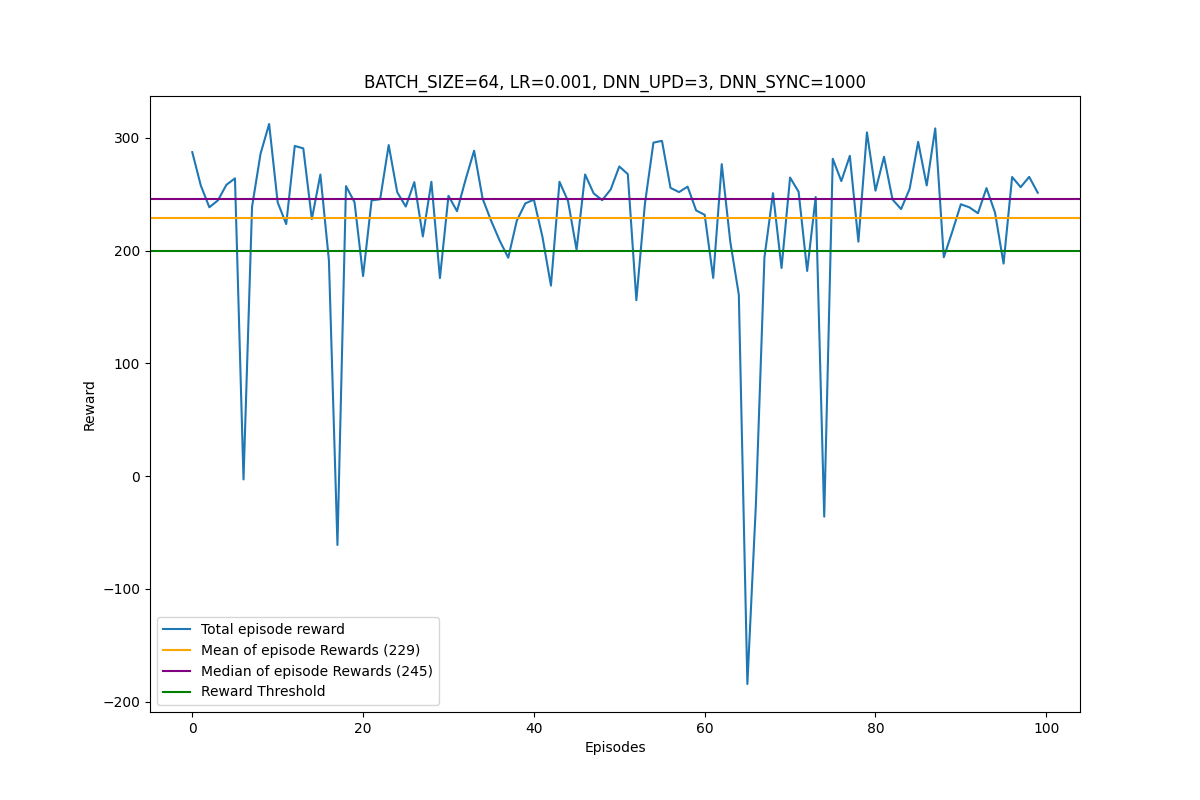 BATCH_SIZE=64, LR=0.001, DNN_UPD=3, DNN_SYNC=1000
300
200
100
0
−100
−200
Reward
Total episode reward
Mean of episode Rewards (229)
Median of episode Rewards (245)
Reward Threshold
0 20 40 60 80 100
Episodes